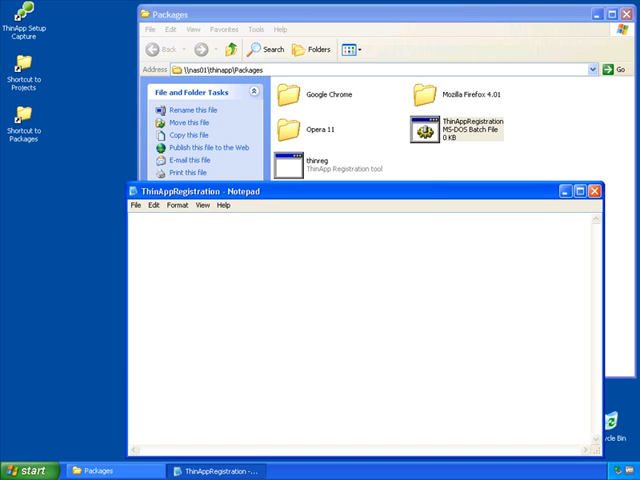 ThinApp Setup
Capture
Shortcut to
Projects
Shortcut to
Packages
Packages
File Edit View Favorites Tools Help
Back Search Folders
Address \\nas01\thinapp\Packages Go
File and Folder Tasks
Rename this file
Move this file
Copy this file
Publish this file to the Web
E-mail this file
Print this file
Google Chrome
Mozilla Firefox 4.01
Opera 11
ThinAppRegistration
MS-DOS Batch File
0 KB
thinreg
ThinApp Registration tool
ThinAppRegistration - Notepad
File Edit Format View Help
ycle Bin
start Packages ThinAppRegistration -...